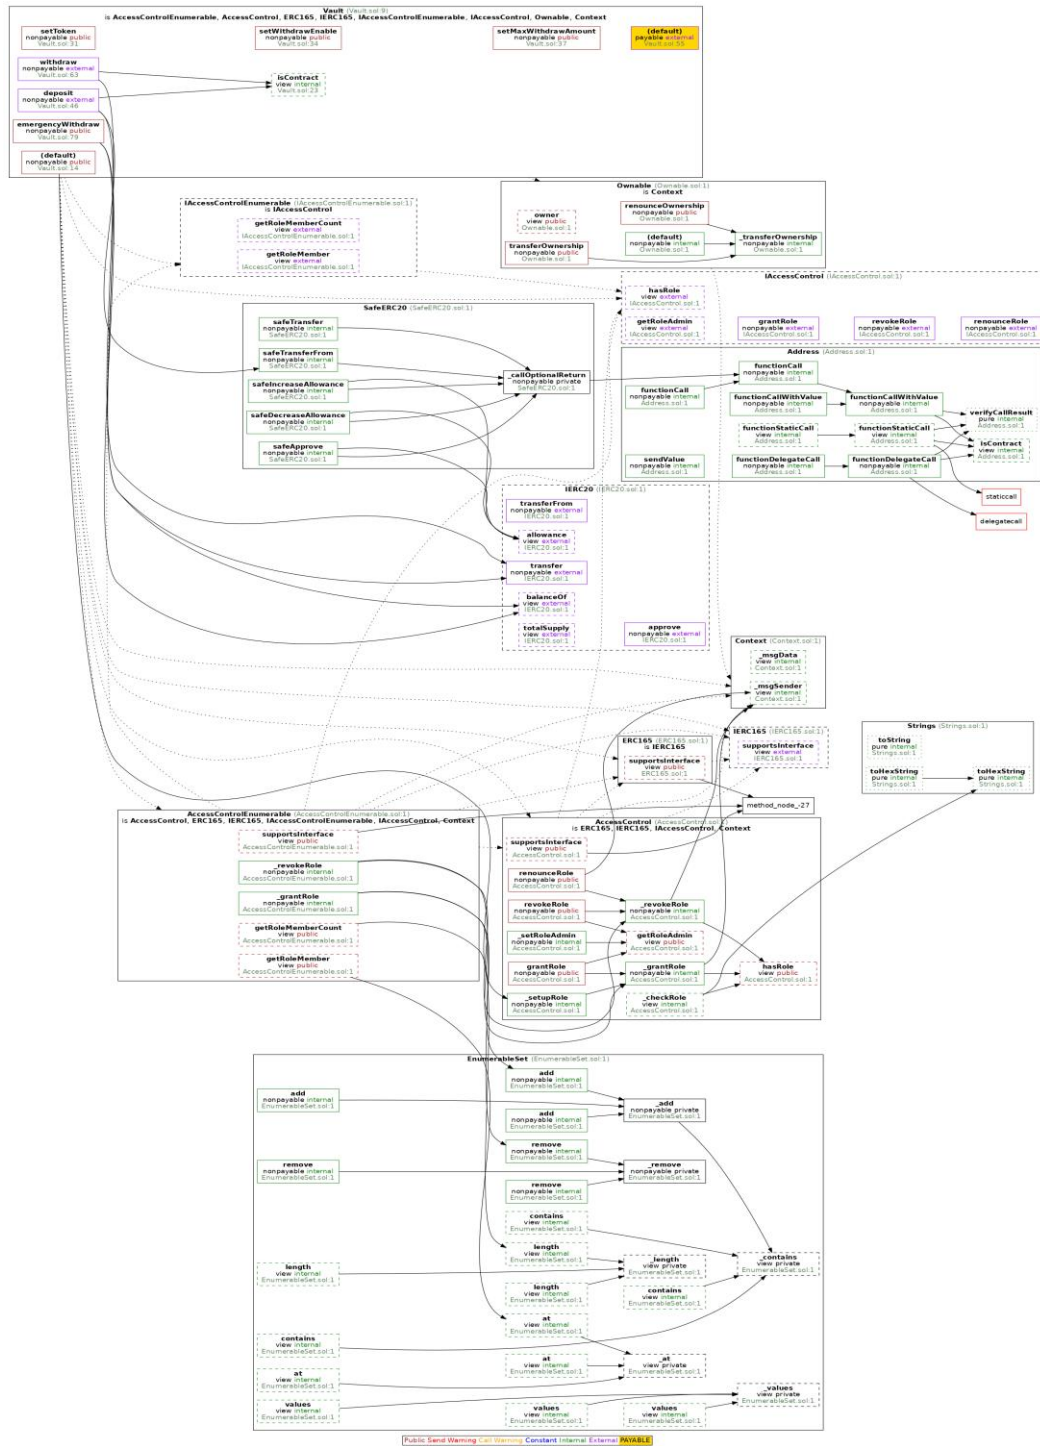 Vault (Vault.sol:9)
is AccessControlEnumerable, AccessControl, ERC165, IERC165, IAccessControlEnumerable, IAccessControl, Ownable, Context
setToken
nonpayable public
Vault.sol:31
setWithdrawEnable
nonpayable public
Vault.sol:34
setMaxWithdrawAmount
nonpayable public
Vault.sol:37
(default)
payable external
Vault.sol:55
withdraw
nonpayable external
Vault.sol:63
isContract
view internal
Vault.sol:23
deposit
nonpayable external
Vault.sol:46
emergencyWithdraw
nonpayable public
Vault.sol:79
(default)
nonpayable public
Vault.sol:14
Ownable (Ownable.sol:1)
is Context
owner
view public
Ownable.sol:1
renounceOwnership
nonpayable public
Ownable.sol:1
transferOwnership
nonpayable public
Ownable.sol:1
(default)
nonpayable internal
Ownable.sol:1
_transferOwnership
nonpayable internal
Ownable.sol:1
IAccessControlEnumerable (IAccessControlEnumerable.sol:1)
is IAccessControl
getRoleMemberCount
view external
IAccessControlEnumerable.sol:1
getRoleMember
view external
IAccessControlEnumerable.sol:1
IAccessControl (IAccessControl.sol:1)
hasRole
view external
IAccessControl.sol:1
getRoleAdmin
view external
IAccessControl.sol:1
grantRole
nonpayable external
IAccessControl.sol:1
revokeRole
nonpayable external
IAccessControl.sol:1
renounceRole
nonpayable external
IAccessControl.sol:1
SafeERC20 (SafeERC20.sol:1)
safeTransfer
nonpayable internal
SafeERC20.sol:1
safeTransferFrom
nonpayable internal
SafeERC20.sol:1
safeIncreaseAllowance
nonpayable internal
SafeERC20.sol:1
safeDecreaseAllowance
nonpayable internal
SafeERC20.sol:1
safeApprove
nonpayable internal
SafeERC20.sol:1
_callOptionalReturn
nonpayable private
SafeERC20.sol:1
Address (Address.sol:1)
functionCall
nonpayable internal
Address.sol:1
functionCall
nonpayable internal
Address.sol:1
functionCallWithValue
nonpayable internal
Address.sol:1
functionCallWithValue
nonpayable internal
Address.sol:1
verifyCallResult
pure internal
Address.sol:1
functionStaticCall
view internal
Address.sol:1
functionStaticCall
view internal
Address.sol:1
isContract
view internal
Address.sol:1
sendValue
nonpayable internal
Address.sol:1
functionDelegateCall
nonpayable internal
Address.sol:1
functionDelegateCall
nonpayable internal
Address.sol:1
staticcall
delegatecall
IERC20 (IERC20.sol:1)
transferFrom
nonpayable external
IERC20.sol:1
allowance
view external
IERC20.sol:1
transfer
nonpayable external
IERC20.sol:1
balanceOf
view external
IERC20.sol:1
totalSupply
view external
IERC20.sol:1
approve
nonpayable external
IERC20.sol:1
Context (Context.sol:1)
_msgData
view internal
Context.sol:1
_msgSender
view internal
Context.sol:1
IERC165 (IERC165.sol:1)
supportsInterface
view external
IERC165.sol:1
ERC165 (ERC165.sol:1)
is IERC165
supportsInterface
view public
ERC165.sol:1
method_node_-27
Strings (Strings.sol:1)
toString
pure internal
Strings.sol:1
toHexString
pure internal
Strings.sol:1
toHexString
pure internal
Strings.sol:1
AccessControlEnumerable (AccessControlEnumerable.sol:1)
is AccessControl, ERC165, IERC165, IAccessControlEnumerable, IAccessControl, Context
supportsInterface
view public
AccessControlEnumerable.sol:1
_revokeRole
nonpayable internal
AccessControlEnumerable.sol:1
_grantRole
nonpayable internal
AccessControlEnumerable.sol:1
getRoleMemberCount
view public
AccessControlEnumerable.sol:1
getRoleMember
view public
AccessControlEnumerable.sol:1
AccessControl (AccessControl.sol:1)
is ERC165, IERC165, IAccessControl, Context
supportsInterface
view public
AccessControl.sol:1
renounceRole
nonpayable public
AccessControl.sol:1
revokeRole
nonpayable public
AccessControl.sol:1
_revokeRole
nonpayable internal
AccessControl.sol:1
_setRoleAdmin
nonpayable internal
AccessControl.sol:1
getRoleAdmin
view public
AccessControl.sol:1
grantRole
nonpayable public
AccessControl.sol:1
_grantRole
nonpayable internal
AccessControl.sol:1
hasRole
view public
AccessControl.sol:1
_setupRole
nonpayable internal
AccessControl.sol:1
_checkRole
view internal
AccessControl.sol:1
EnumerableSet (EnumerableSet.sol:1)
add
nonpayable internal
EnumerableSet.sol:1
add
nonpayable internal
EnumerableSet.sol:1
add
nonpayable internal
EnumerableSet.sol:1
_add
nonpayable private
EnumerableSet.sol:1
remove
nonpayable internal
EnumerableSet.sol:1
remove
nonpayable internal
EnumerableSet.sol:1
remove
nonpayable internal
EnumerableSet.sol:1
_remove
nonpayable private
EnumerableSet.sol:1
contains
view internal
EnumerableSet.sol:1
length
view internal
EnumerableSet.sol:1
length
view internal
EnumerableSet.sol:1
length
view internal
EnumerableSet.sol:1
_length
view private
EnumerableSet.sol:1
contains
view internal
EnumerableSet.sol:1
_contains
view private
EnumerableSet.sol:1
contains
view internal
EnumerableSet.sol:1
at
view internal
EnumerableSet.sol:1
at
view internal
EnumerableSet.sol:1
at
view internal
EnumerableSet.sol:1
_at
view private
EnumerableSet.sol:1
values
view internal
EnumerableSet.sol:1
values
view internal
EnumerableSet.sol:1
values
view internal
EnumerableSet.sol:1
_values
view private
EnumerableSet.sol:1
Public Send Warning Call Warning Constant Internal External PAYABLE